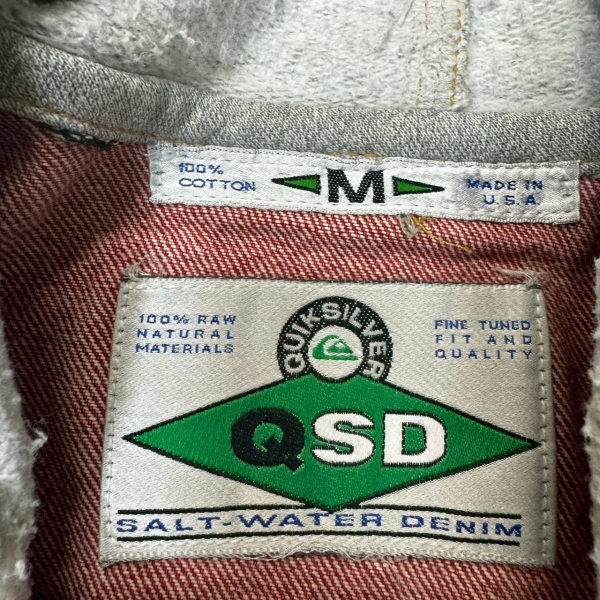 100%
COTTON
M
MADE IN
U.S.A.
100% RAW
NATURAL
MATERIALS
QUIKSILVER
FINE TUNED
FIT AND
QUALITY
QSD
SALT-WATER DENIM